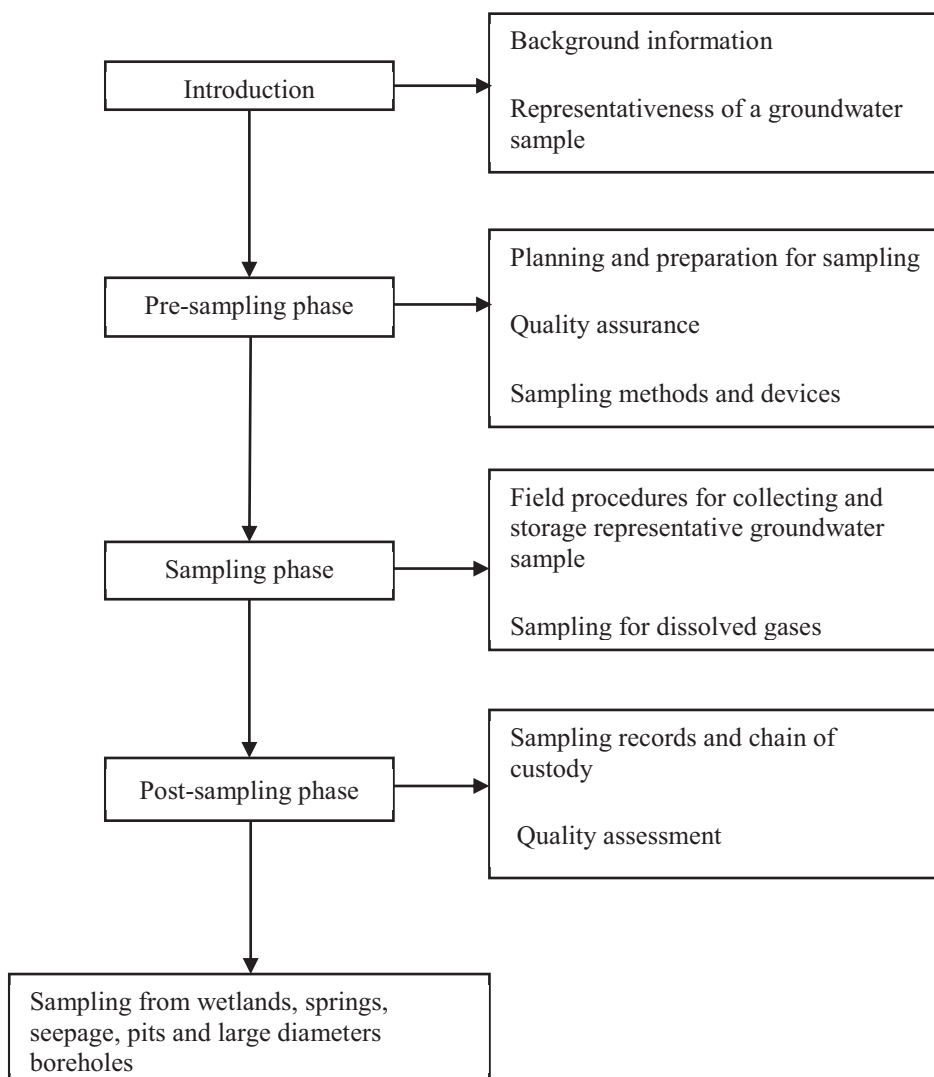 Introduction
Background information
Representativeness of a groundwater
sample
Pre-sampling phase
Planning and preparation for sampling
Quality assurance
Sampling methods and devices
Sampling phase
Field procedures for collecting and
storage representative groundwater
sample
Sampling for dissolved gases
Post-sampling phase
Sampling records and chain of
custody
Quality assessment
Sampling from wetlands, springs,
seepage, pits and large diameters
boreholes